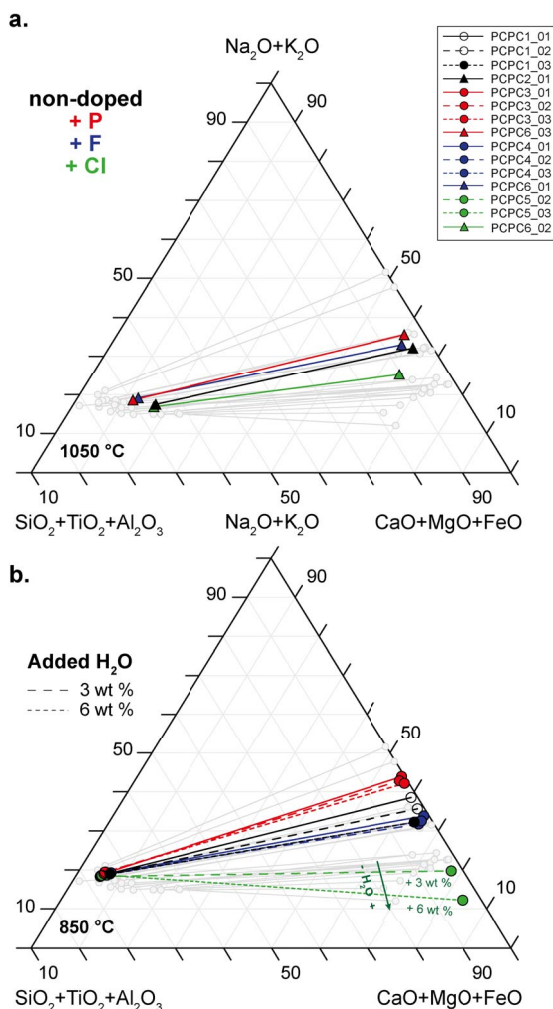 a.
Na₂O+K₂O
non-doped
+ P
+ F
+ Cl
PCPC1_01
PCPC1_02
PCPC1_03
PCPC2_01
PCPC3_01
PCPC3_02
PCPC3_03
PCPC6_03
PCPC4_01
PCPC4_02
PCPC4_03
PCPC6_01
PCPC5_02
PCPC5_03
PCPC6_02
90
90
50
50
10
10
1050 °C
10
50
90
SiO₂+TiO₂+Al₂O₃
CaO+MgO+FeO
Na₂O+K₂O
b.
90
90
Added H₂O
3 wt %
6 wt %
50
50
- H₂O +
+ 3 wt %
+ 6 wt %
10
10
850 °C
10
50
90
SiO₂+TiO₂+Al₂O₃
CaO+MgO+FeO